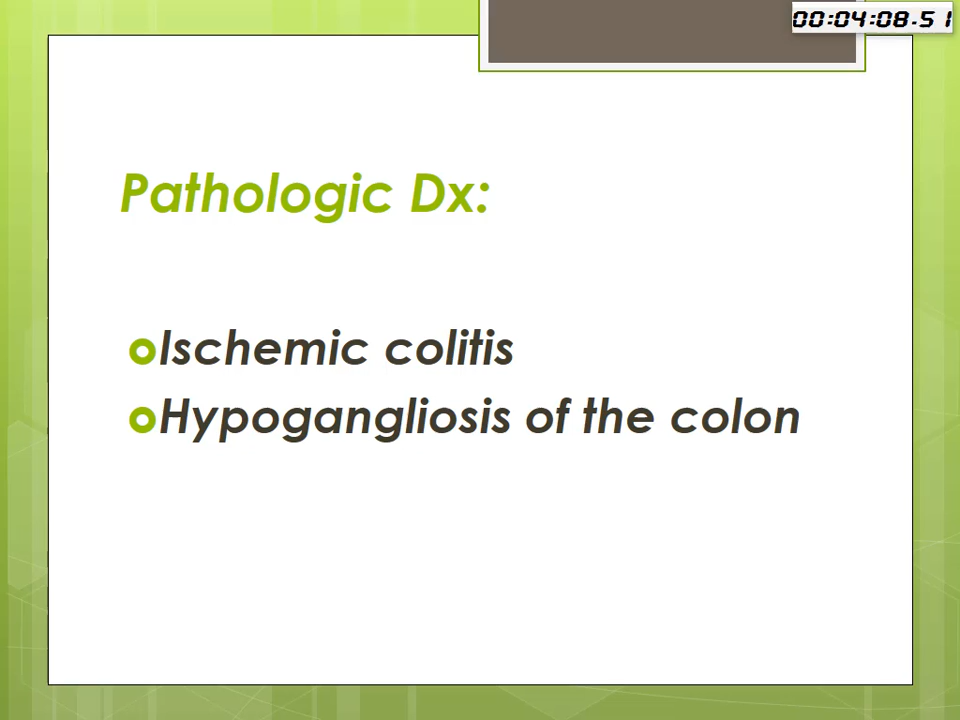 00:04:08.51
Pathologic Dx:
Ischemic colitis
Hypogangliosis of the colon